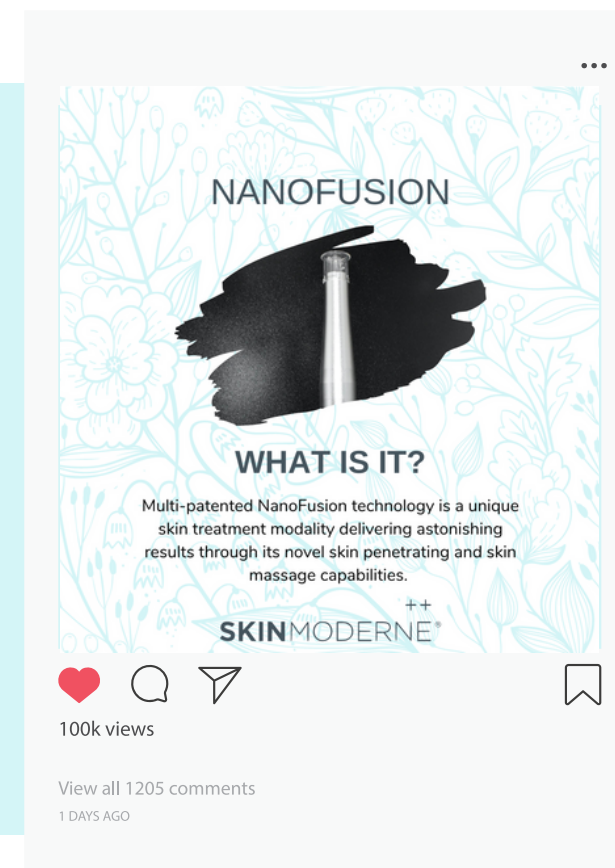 NANOFUSION
WHAT IS IT?
Multi-patented NanoFusion technology is a unique
skin treatment modality delivering astonishing
results through its novel skin penetrating and skin
massage capabilities.
++
SKINMODERNE®
100k views
View all 1205 comments
1 DAYS AGO